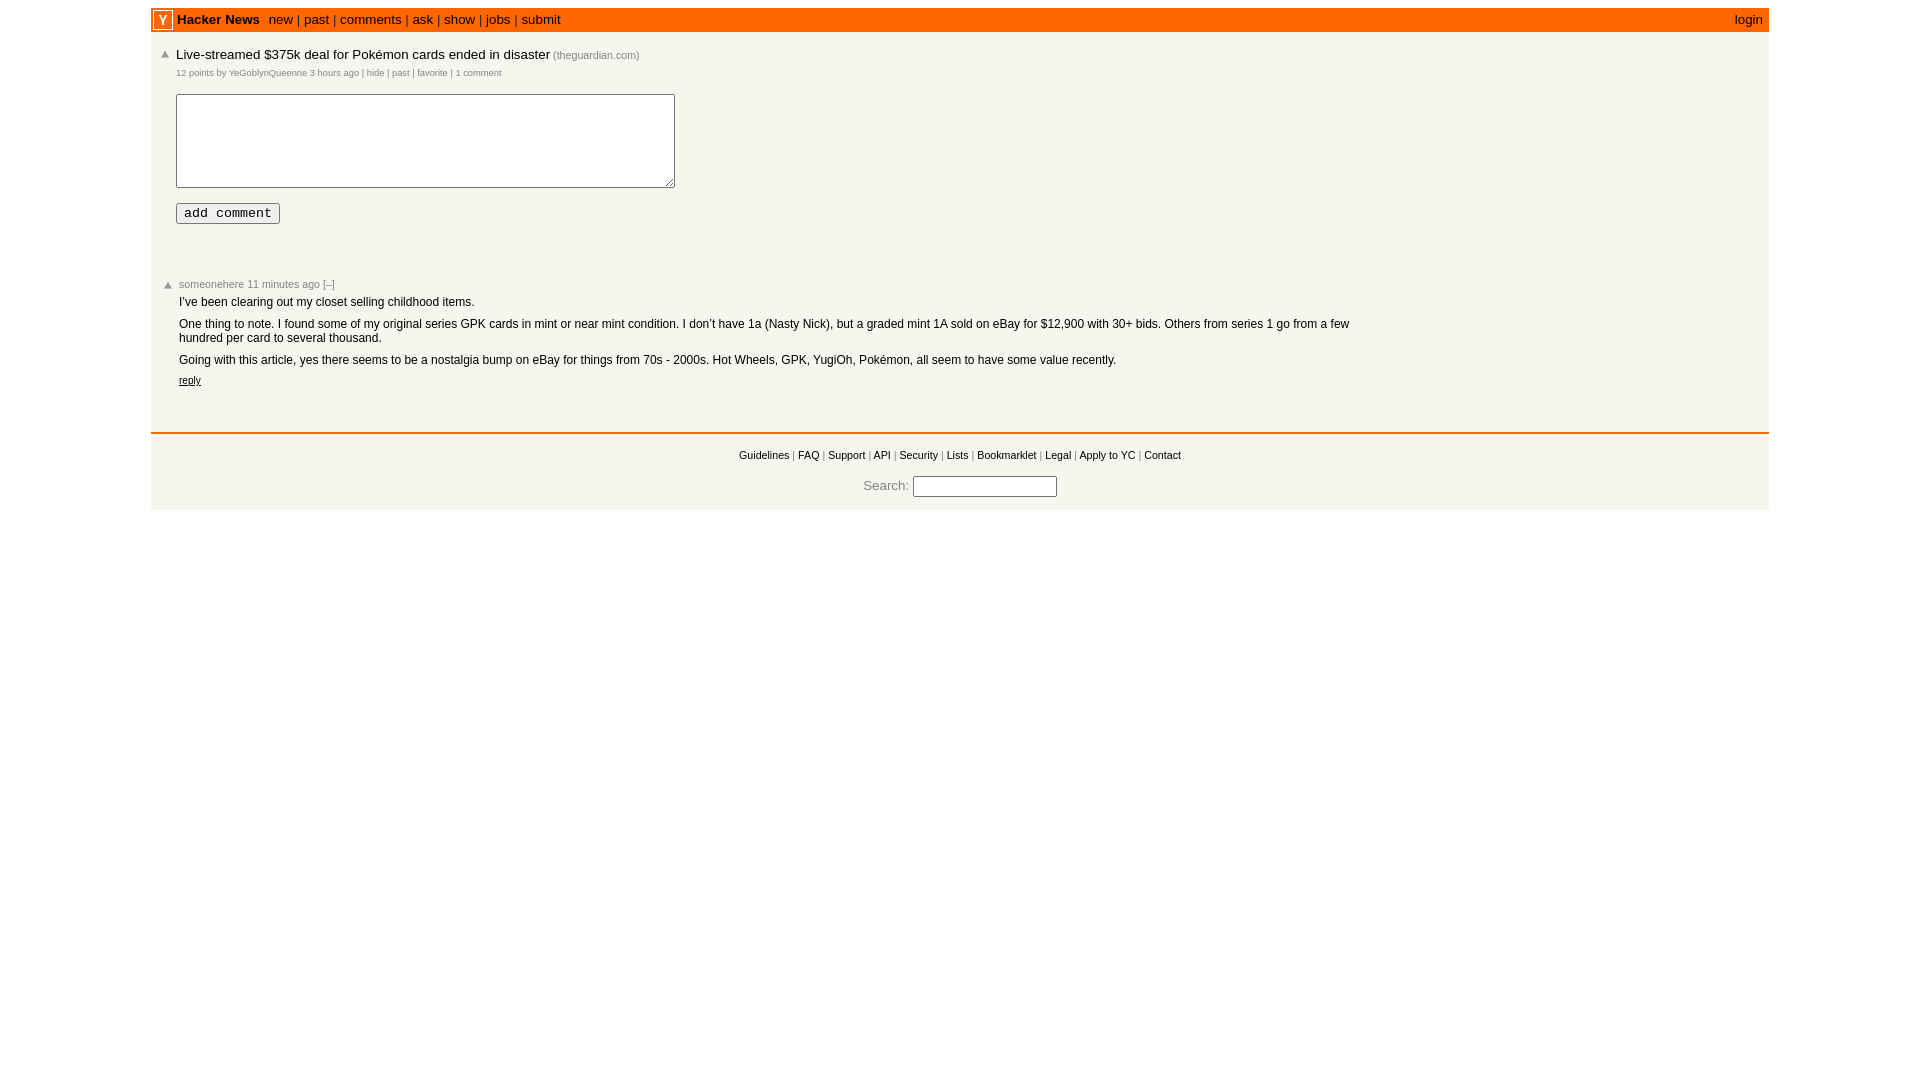 Y Hacker News new | past | comments | ask | show | jobs | submit login
Live-streamed $375k deal for Pokémon cards ended in disaster (theguardian.com)
12 points by YeGoblynQueenne 3 hours ago | hide | past | favorite | 1 comment
add comment
someonehere 11 minutes ago [–]
I’ve been clearing out my closet selling childhood items.
One thing to note. I found some of my original series GPK cards in mint or near mint condition. I don’t have 1a (Nasty Nick), but a graded mint 1A sold on eBay for $12,900 with 30+ bids. Others from series 1 go from a few
hundred per card to several thousand.
Going with this article, yes there seems to be a nostalgia bump on eBay for things from 70s - 2000s. Hot Wheels, GPK, YugiOh, Pokémon, all seem to have some value recently.
reply
Guidelines | FAQ | Support | API | Security | Lists | Bookmarklet | Legal | Apply to YC | Contact
Search: